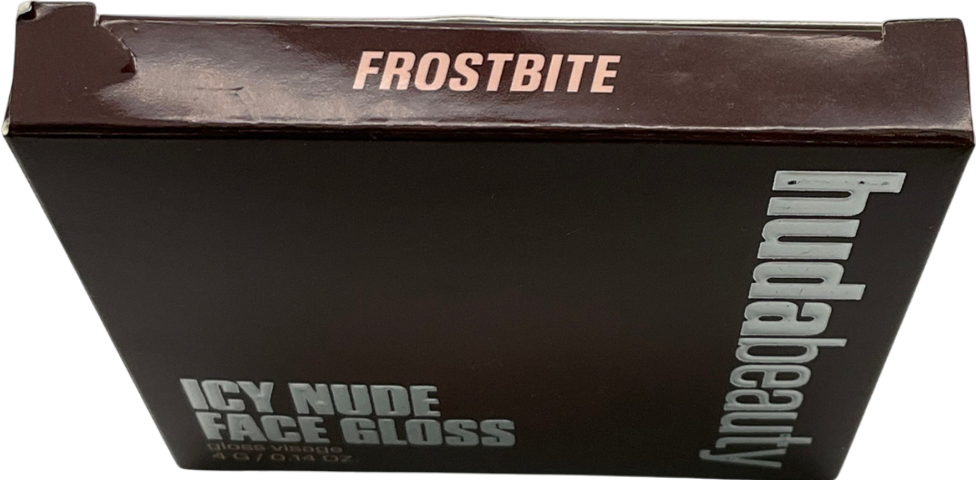 FROSTBITE
hudabeauty
ICY NUDE
FACE GLOSS
gloss visage
4 G / 0.14 OZ.